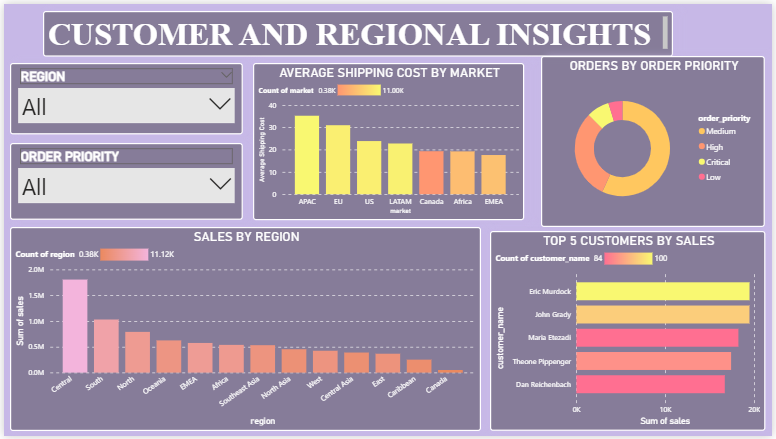 CUSTOMER AND REGIONAL INSIGHTS
REGION
All
ORDER PRIORITY
All
AVERAGE SHIPPING COST BY MARKET
Count of market 0.38K 11.00K
Average Shipping Cost
40
30
20
10
0
APAC EU US LATAM Canada Africa EMEA
market
ORDERS BY ORDER PRIORITY
order_priority
Medium
High
Critical
Low
SALES BY REGION
Count of region 0.38K 11.12K
Sum of sales
2.0M
1.5M
1.0M
0.5M
0.0M
Central South North Oceania EMEA Africa Southeast Asia North Asia West Central Asia East Caribbean Canada
region
TOP 5 CUSTOMERS BY SALES
Count of customer_name 84 100
customer_name
Eric Murdock
John Grady
Maria Etezadi
Theone Pippenger
Dan Reichenbach
0K 10K 20K
Sum of sales